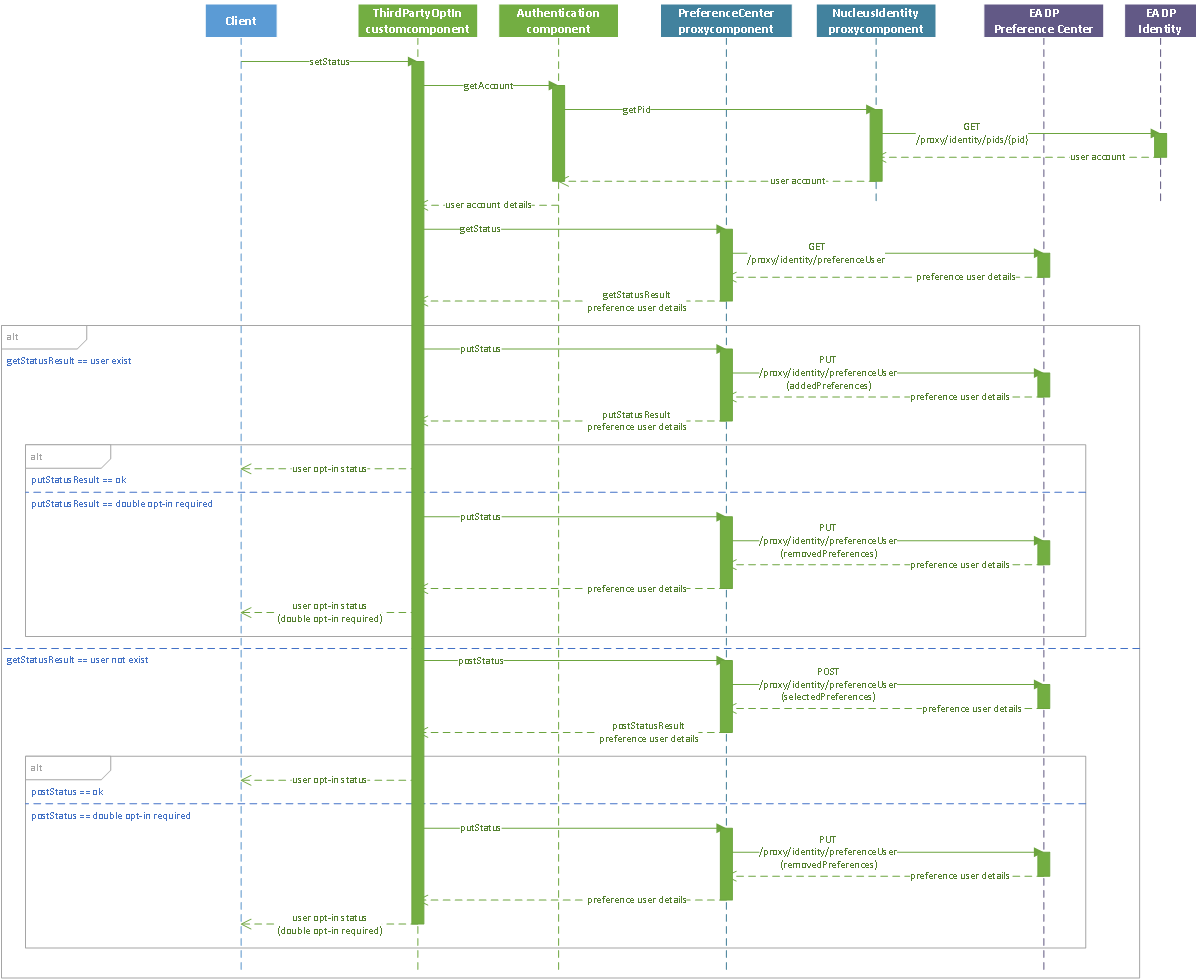 Client
ThirdPartyOptIn
customcomponent
Authentication
component
PreferenceCenter
proxycomponent
NucleusIdentity
proxycomponent
EADP
Preference Center
EADP
Identity
setStatus
getAccount
getPid
GET
/proxy/identity/pids/{pid}
user account
user account
user account details
getStatus
GET
/proxy/identity/preferenceUser
preference user details
getStatusResult
preference user details
alt
getStatusResult == user exist
putStatus
PUT
/proxy/identity/preferenceUser
(addedPreferences)
preference user details
putStatusResult
preference user details
alt
user opt-in status
putStatusResult == ok
putStatusResult == double opt-in required
putStatus
PUT
/proxy/identity/preferenceUser
(removedPreferences)
preference user details
preference user details
user opt-in status
(double opt-in required)
getStatusResult == user not exist
postStatus
POST
/proxy/identity/preferenceUser
(selectedPreferences)
preference user details
postStatusResult
preference user details
alt
user opt-in status
postStatus == ok
postStatus == double opt-in required
putStatus
PUT
/proxy/identity/preferenceUser
(removedPreferences)
preference user details
preference user details
user opt-in status
(double opt-in required)